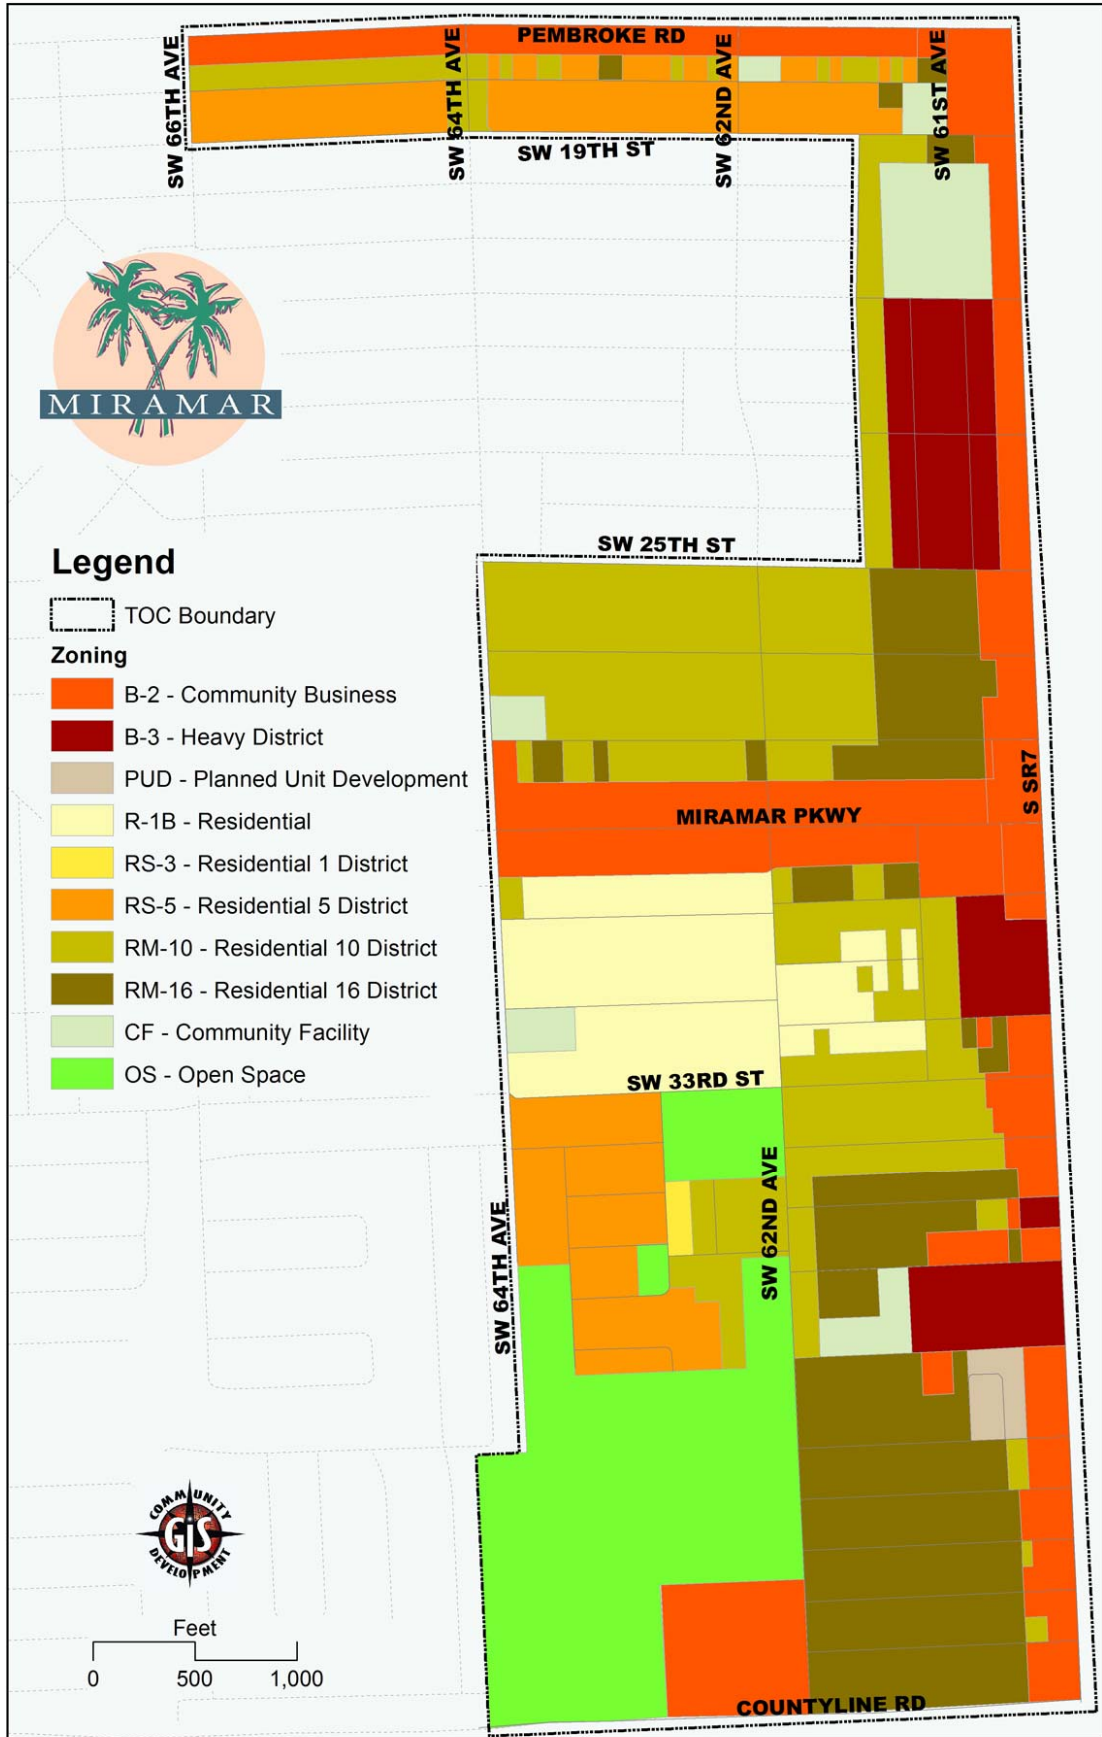 PEMBROKE RD
SW 66TH AVE
SW 64TH AVE
SW 62ND AVE
SW 61ST AVE
SW 19TH ST
MIRAMAR
SW 25TH ST
Legend
TOC Boundary
Zoning
B-2 - Community Business
B-3 - Heavy District
PUD - Planned Unit Development
R-1B - Residential
RS-3 - Residential 1 District
RS-5 - Residential 5 District
RM-10 - Residential 10 District
RM-16 - Residential 16 District
CF - Community Facility
OS - Open Space
S SR7
MIRAMAR PKWY
SW 33RD ST
SW 62ND AVE
SW 64TH AVE
COMMUNITY
GIS
DEVELOPMENT
Feet
0 500 1,000
COUNTYLINE RD